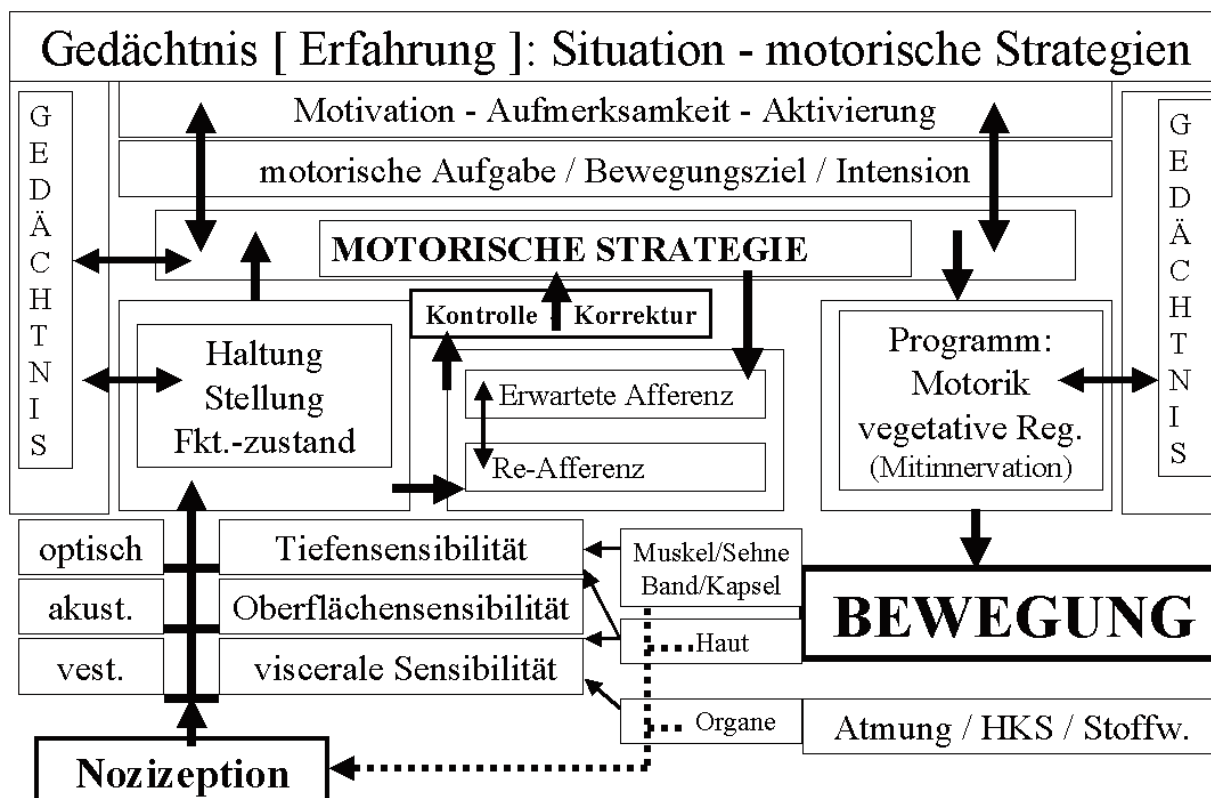 Gedächtnis [ Erfahrung ]: Situation - motorische Strategien
GEDÄCHTNIS
Motivation - Aufmerksamkeit - Aktivierung
motorische Aufgabe / Bewegungsziel / Intension
MOTORISCHE STRATEGIE
Kontrolle - Korrektur
Haltung
Stellung
Fkt.-zustand
Erwartete Afferenz
Re-Afferenz
Programm:
Motorik
vegetative Reg.
(Mitinnervation)
GEDÄCHTNIS
optisch
Tiefensensibilität
Muskel/Sehne
Band/Kapsel
akust.
Oberflächensensibilität
BEWEGUNG
vest.
viscerale Sensibilität
Haut
Organe
Atmung / HKS / Stoffw.
Nozizeption